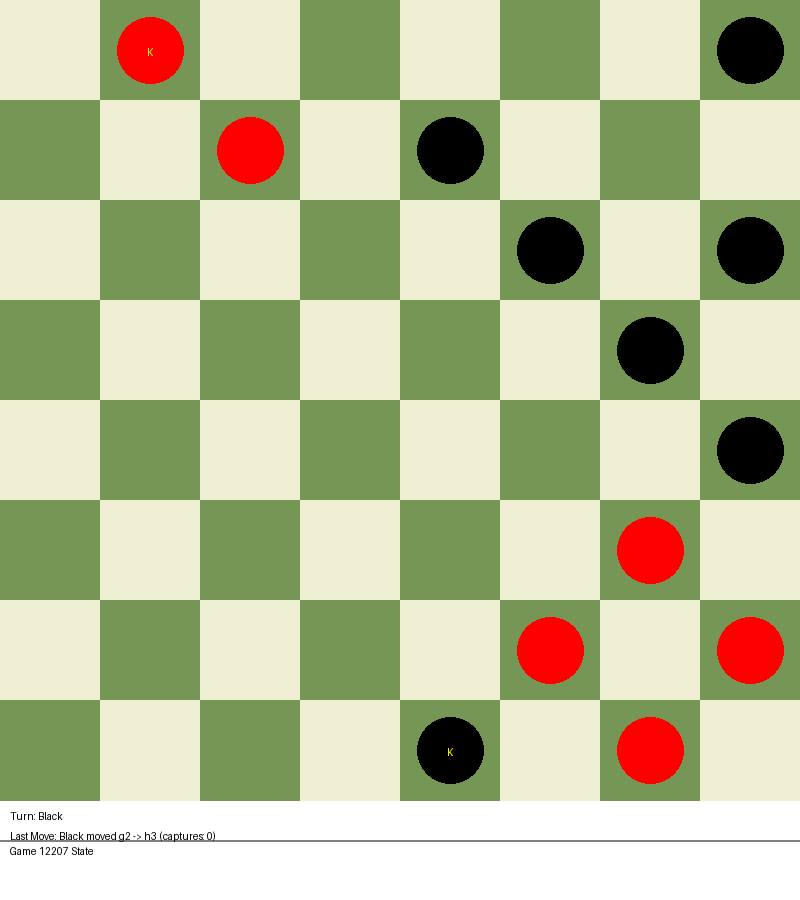 K
K
Turn: Black
Last Move: Black moved g2 -> h3 (captures: 0)
Game 12207 State